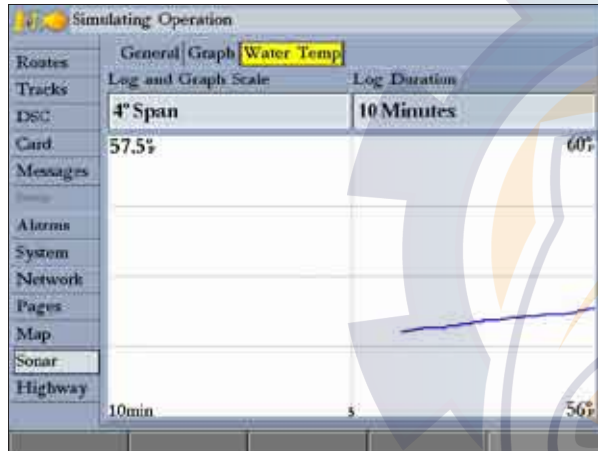 Simulating Operation
General Graph Water Temp
Log and Graph Scale Log Duration
4° Span 10 Minutes
57.5°F 60°F
Routes
Tracks
DSC
Card
Messages
Alarms
System
Network
Pages
Map
Sonar
Highway
10min 5 56°F